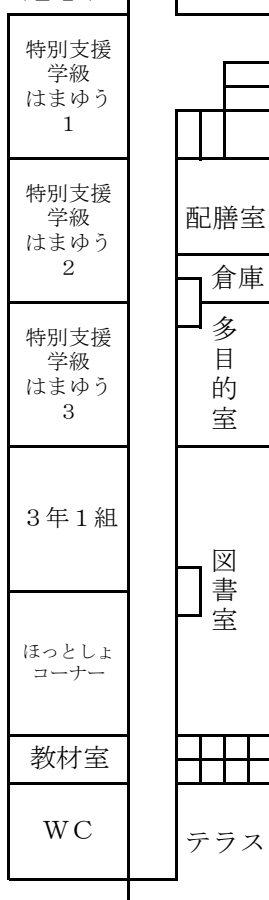 特別支援
学級
はまゆう
1
特別支援
学級
はまゆう
2
特別支援
学級
はまゆう
3
３年１組
ほっとしょ
コーナー
教材室
ＷＣ
配膳室
倉庫
多目的室
図書室
テラス